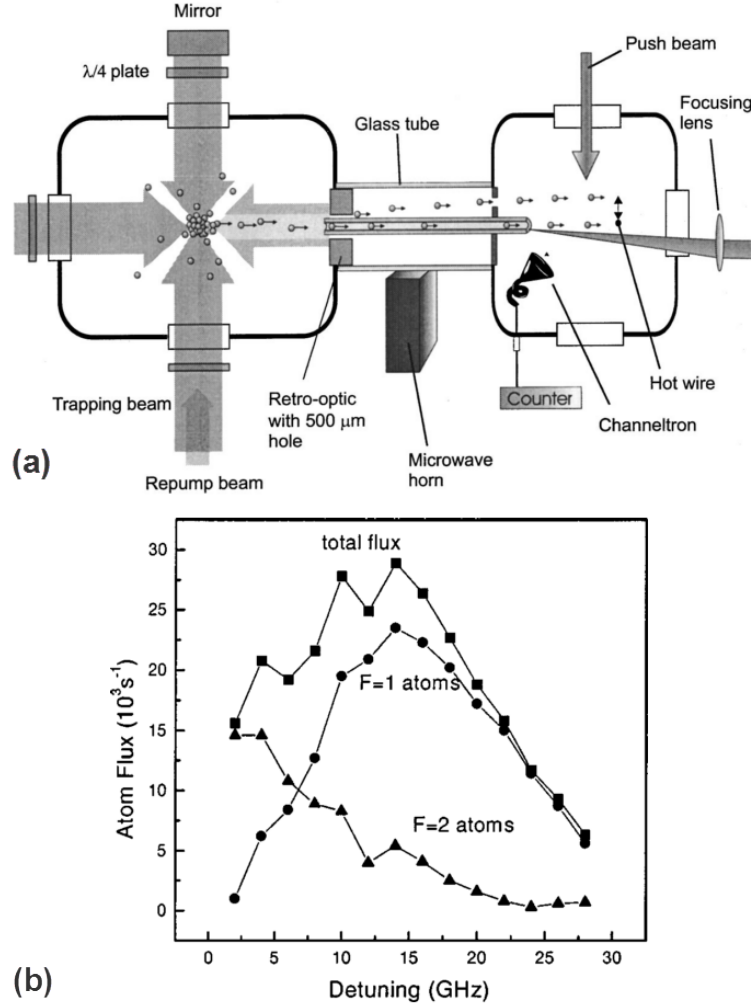 Mirror
λ/4 plate
Push beam
Focusing
lens
Glass tube
Trapping beam
Repump beam
Retro-optic
with 500 μm
hole
Microwave
horn
Counter
Hot wire
Channeltron
(a)
30
25
20
15
10
5
0
total flux
F=1 atoms
F=2 atoms
Atom Flux (10³s⁻¹)
0 5 10 15 20 25 30
Detuning (GHz)
(b)